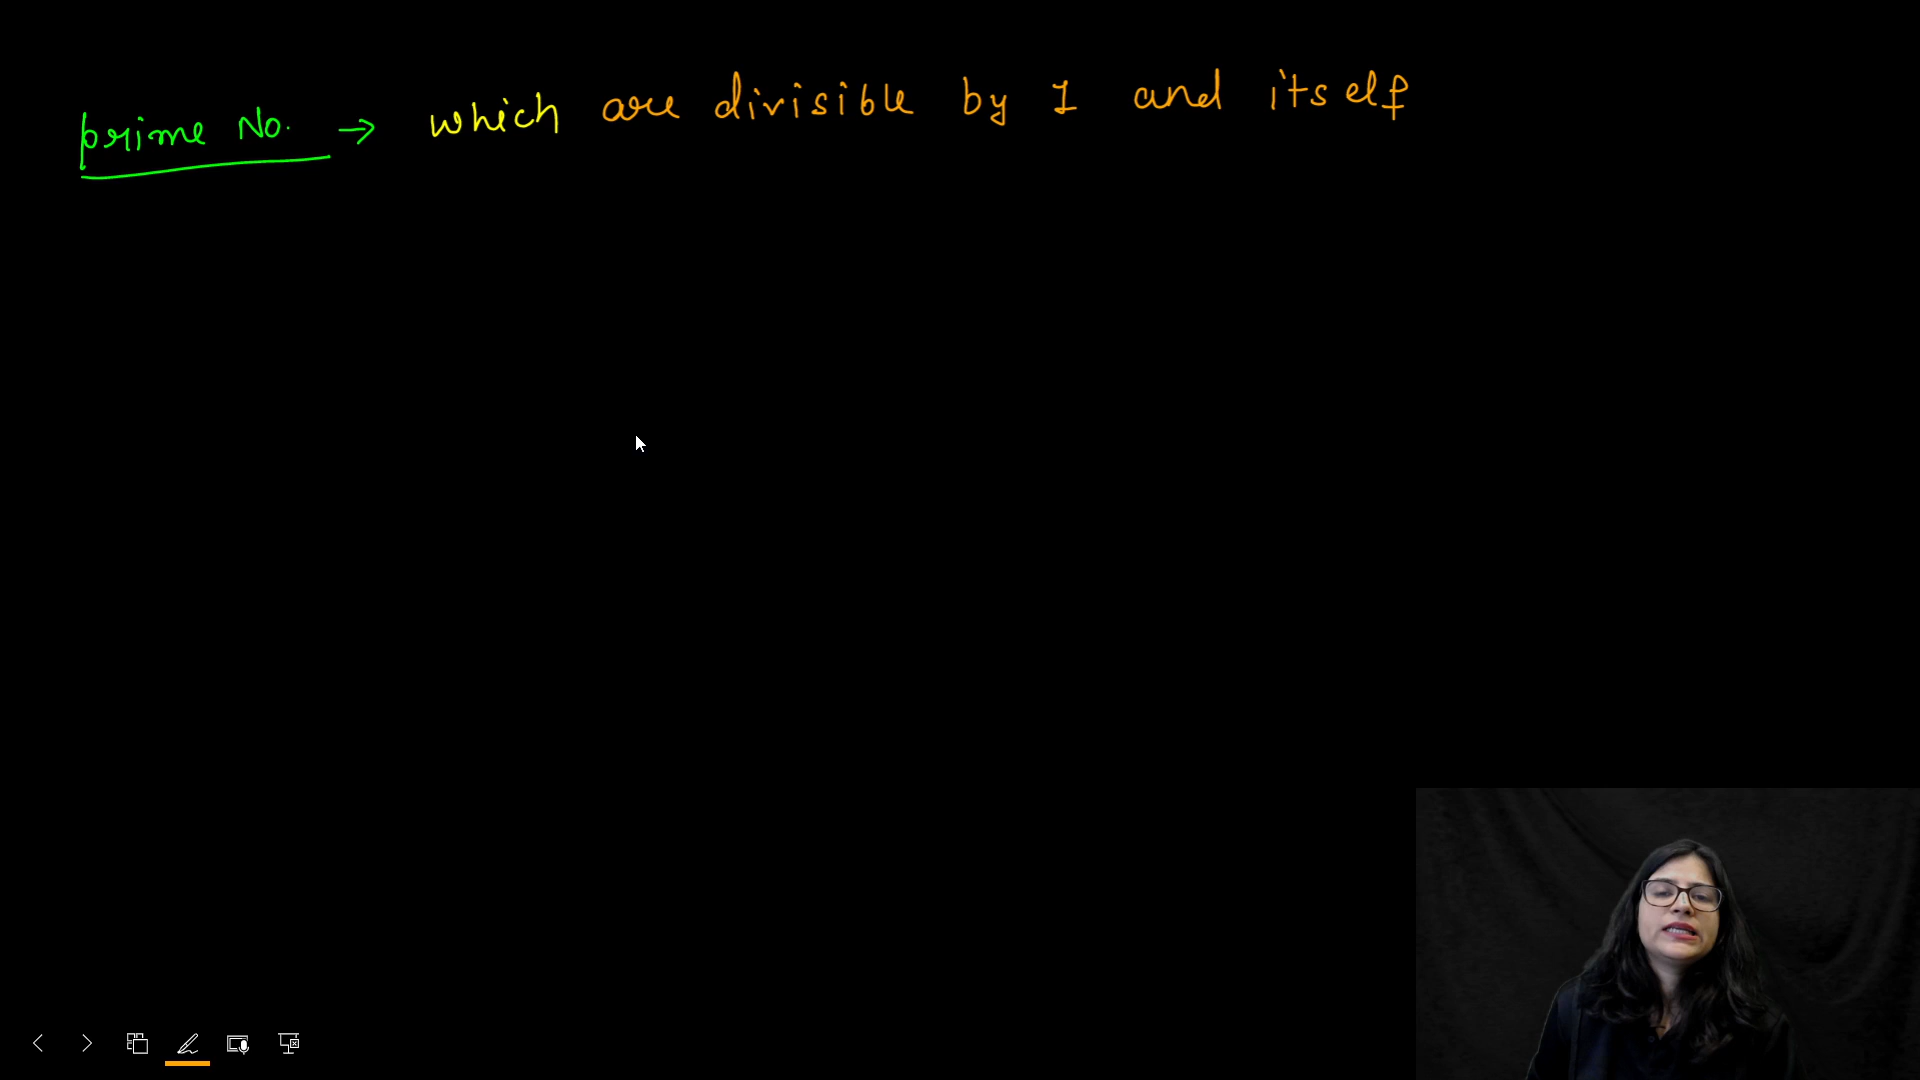 prime No. → which are divisible by 1 and itself